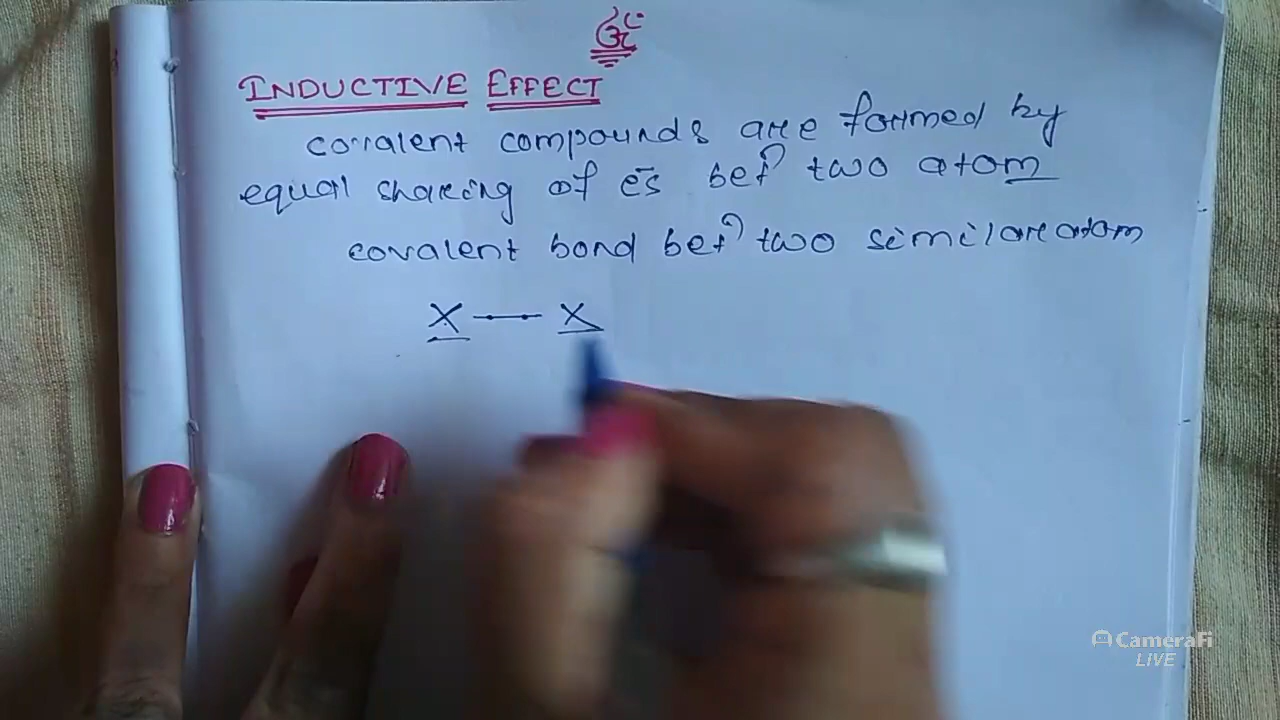 ॐ
INDUCTIVE EFFECT
covalent compounds are formed by
equal sharing of es betn two atom
covalent bond betn two similar atom
X — X
CameraFi
LIVE